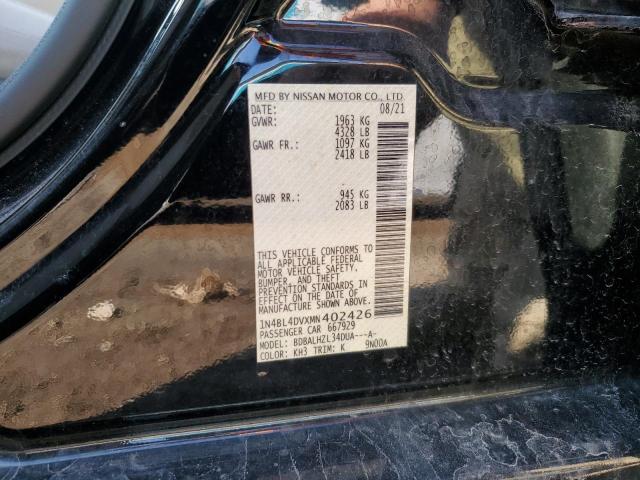 MFD BY NISSAN MOTOR CO., LTD.
DATE: 08/21
GVWR: 1963 KG
4328 LB
GAWR FR.: 1097 KG
2418 LB
GAWR RR.: 945 KG
2083 LB
THIS VEHICLE CONFORMS TO
ALL APPLICABLE FEDERAL
MOTOR VEHICLE SAFETY,
BUMPER, AND THEFT
PREVENTION STANDARDS IN
EFFECT ON THE DATE OF
MANUFACTURE SHOWN ABOVE.
1N4BL4DVXMN402426
PASSENGER CAR 667929
MODEL: BDBALHZL34DUA---A-
COLOR: KH3 TRIM: K 9N00A